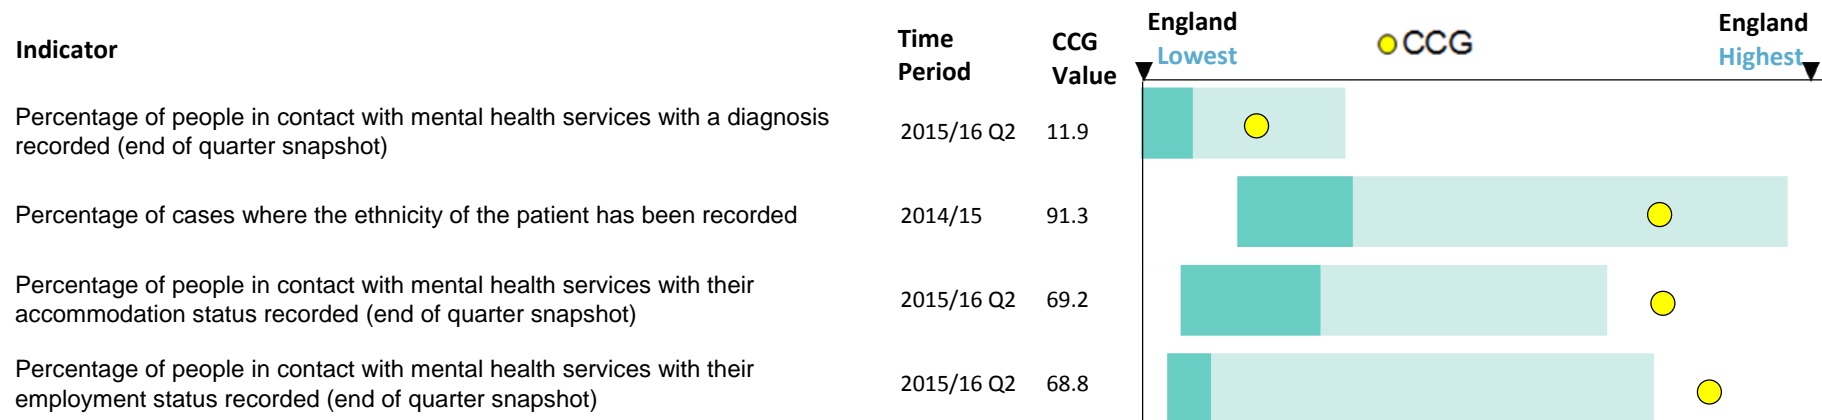 Indicator
Time
Period
CCG
Value
England
Lowest
CCG
England
Highest
Percentage of people in contact with mental health services with a diagnosis
recorded (end of quarter snapshot)
2015/16 Q2
11.9
Percentage of cases where the ethnicity of the patient has been recorded
2014/15
91.3
Percentage of people in contact with mental health services with their
accommodation status recorded (end of quarter snapshot)
2015/16 Q2
69.2
Percentage of people in contact with mental health services with their
employment status recorded (end of quarter snapshot)
2015/16 Q2
68.8